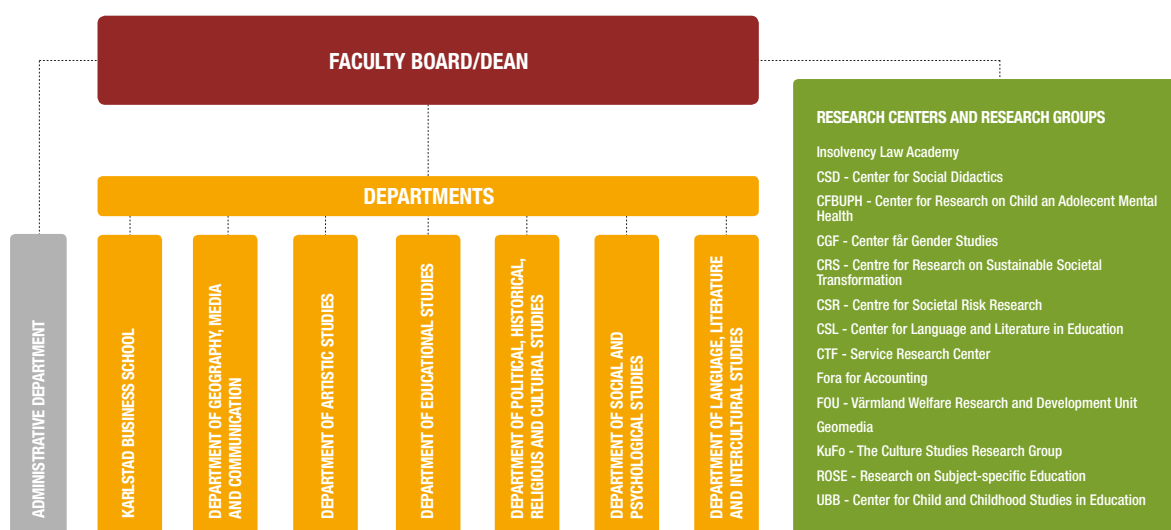 FACULTY BOARD/DEAN
DEPARTMENTS
ADMINISTRATIVE DEPARTMENT
KARLSTAD BUSINESS SCHOOL
DEPARTMENT OF GEOGRAPHY, MEDIA
AND COMMUNICATION
DEPARTMENT OF ARTISTIC STUDIES
DEPARTMENT OF EDUCATIONAL STUDIES
DEPARTMENT OF POLITICAL, HISTORICAL,
RELIGIOUS AND CULTURAL STUDIES
DEPARTMENT OF SOCIAL AND
PSYCHOLOGICAL STUDIES
DEPARTMENT OF LANGUAGE, LITERATURE
AND INTERCULTURAL STUDIES
RESEARCH CENTERS AND RESEARCH GROUPS
Insolvency Law Academy
CSD - Center for Social Didactics
CFBUPH - Center for Research on Child an Adolecent Mental
Health
CGF - Center får Gender Studies
CRS - Centre for Research on Sustainable Societal
Transformation
CSR - Centre for Societal Risk Research
CSL - Center for Language and Literature in Education
CTF - Service Research Center
Fora for Accounting
FOU - Värmland Welfare Research and Development Unit
Geomedia
KuFo - The Culture Studies Research Group
ROSE - Research on Subject-specific Education
UBB - Center for Child and Childhood Studies in Education